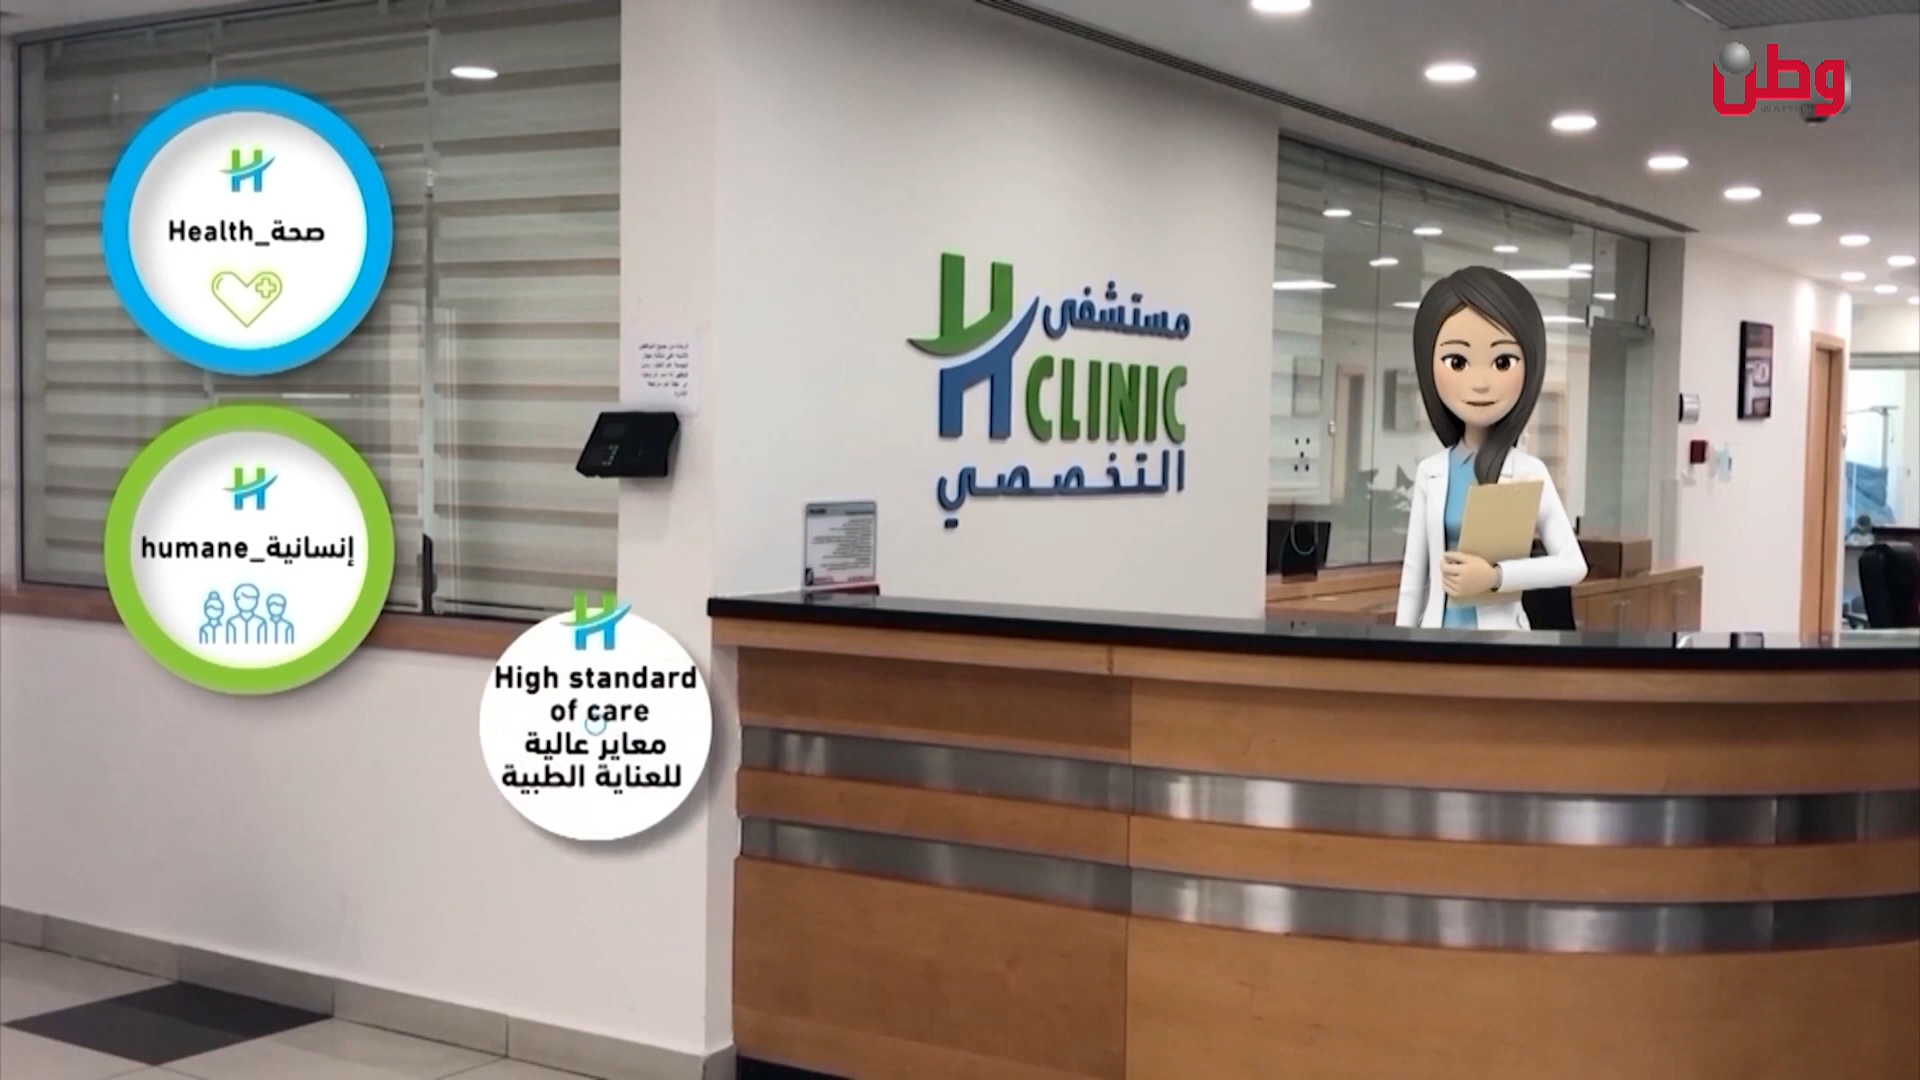 وطن
Health_صحة
humane_إنسانية
High standard
of care
معاير عالية
للعناية الطبية
مستشفى
H CLINIC
التخصصي